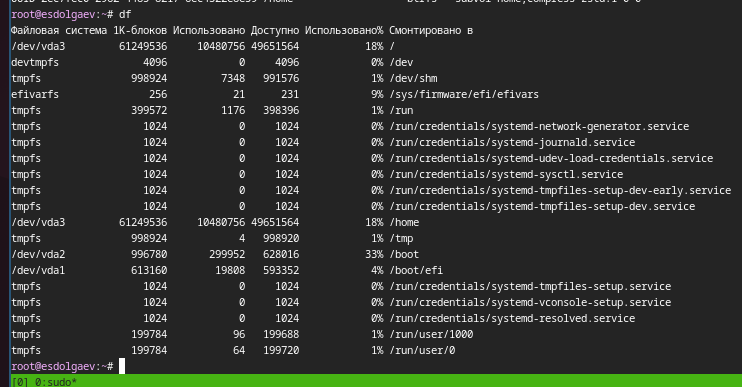 root@esdolgaev:~# df
Файловая система 1K-блоков Использовано Доступно Использовано% Смонтировано в
/dev/vda3 61249536 10480756 49651564 18% /
devtmpfs 4096 0 4096 0% /dev
tmpfs 998924 7348 991576 1% /dev/shm
efivarfs 256 21 231 9% /sys/firmware/efi/efivars
tmpfs 399572 1176 398396 1% /run
tmpfs 1024 0 1024 0% /run/credentials/systemd-network-generator.service
tmpfs 1024 0 1024 0% /run/credentials/systemd-journald.service
tmpfs 1024 0 1024 0% /run/credentials/systemd-udev-load-credentials.service
tmpfs 1024 0 1024 0% /run/credentials/systemd-sysctl.service
tmpfs 1024 0 1024 0% /run/credentials/systemd-tmpfiles-setup-dev-early.service
tmpfs 1024 0 1024 0% /run/credentials/systemd-tmpfiles-setup-dev.service
/dev/vda3 61249536 10480756 49651564 18% /home
tmpfs 998924 4 998920 1% /tmp
/dev/vda2 996780 299952 628016 33% /boot
/dev/vda1 613160 19808 593352 4% /boot/efi
tmpfs 1024 0 1024 0% /run/credentials/systemd-tmpfiles-setup.service
tmpfs 1024 0 1024 0% /run/credentials/systemd-vconsole-setup.service
tmpfs 1024 0 1024 0% /run/credentials/systemd-resolved.service
tmpfs 199784 96 199688 1% /run/user/1000
tmpfs 199784 64 199720 1% /run/user/0
root@esdolgaev:~#
[0] 0:sudo*